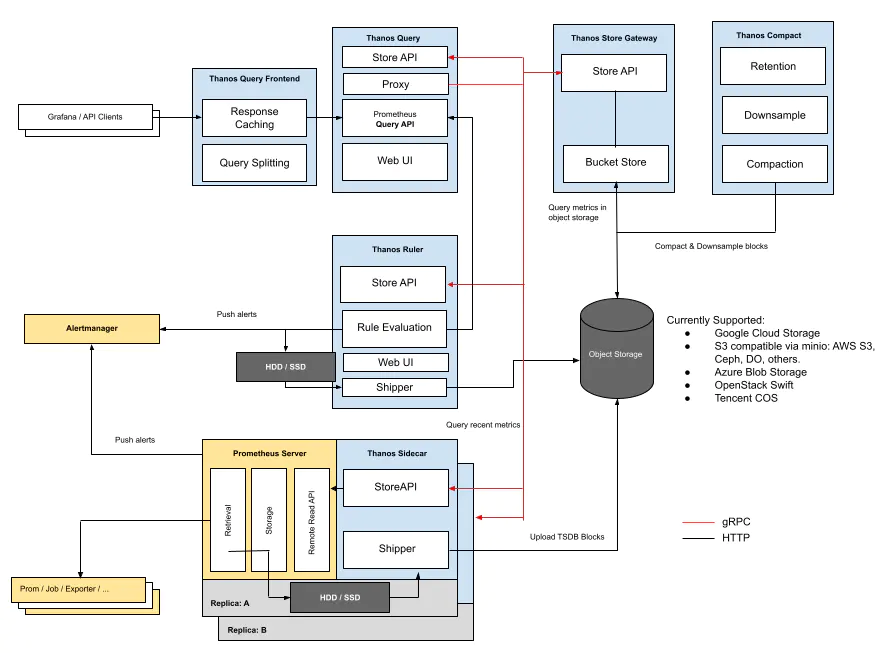 Thanos Query Frontend
Response
Caching
Query Splitting
Grafana / API Clients
Thanos Query
Store API
Proxy
Prometheus
Query API
Web UI
Thanos Store Gateway
Store API
Bucket Store
Thanos Compact
Retention
Downsample
Compaction
Query metrics in
object storage
Compact & Downsample blocks
Thanos Ruler
Store API
Rule Evaluation
Web UI
Shipper
Push alerts
Alertmanager
HDD / SSD
Object Storage
Currently Supported:
● Google Cloud Storage
● S3 compatible via minio: AWS S3,
Ceph, DO, others.
● Azure Blob Storage
● OpenStack Swift
● Tencent COS
Query recent metrics
Push alerts
Prometheus Server
Retrieval
Storage
Remote Read API
Thanos Sidecar
StoreAPI
Shipper
Upload TSDB Blocks
gRPC
HTTP
Prom / Job / Exporter / ...
HDD / SSD
Replica: A
Replica: B